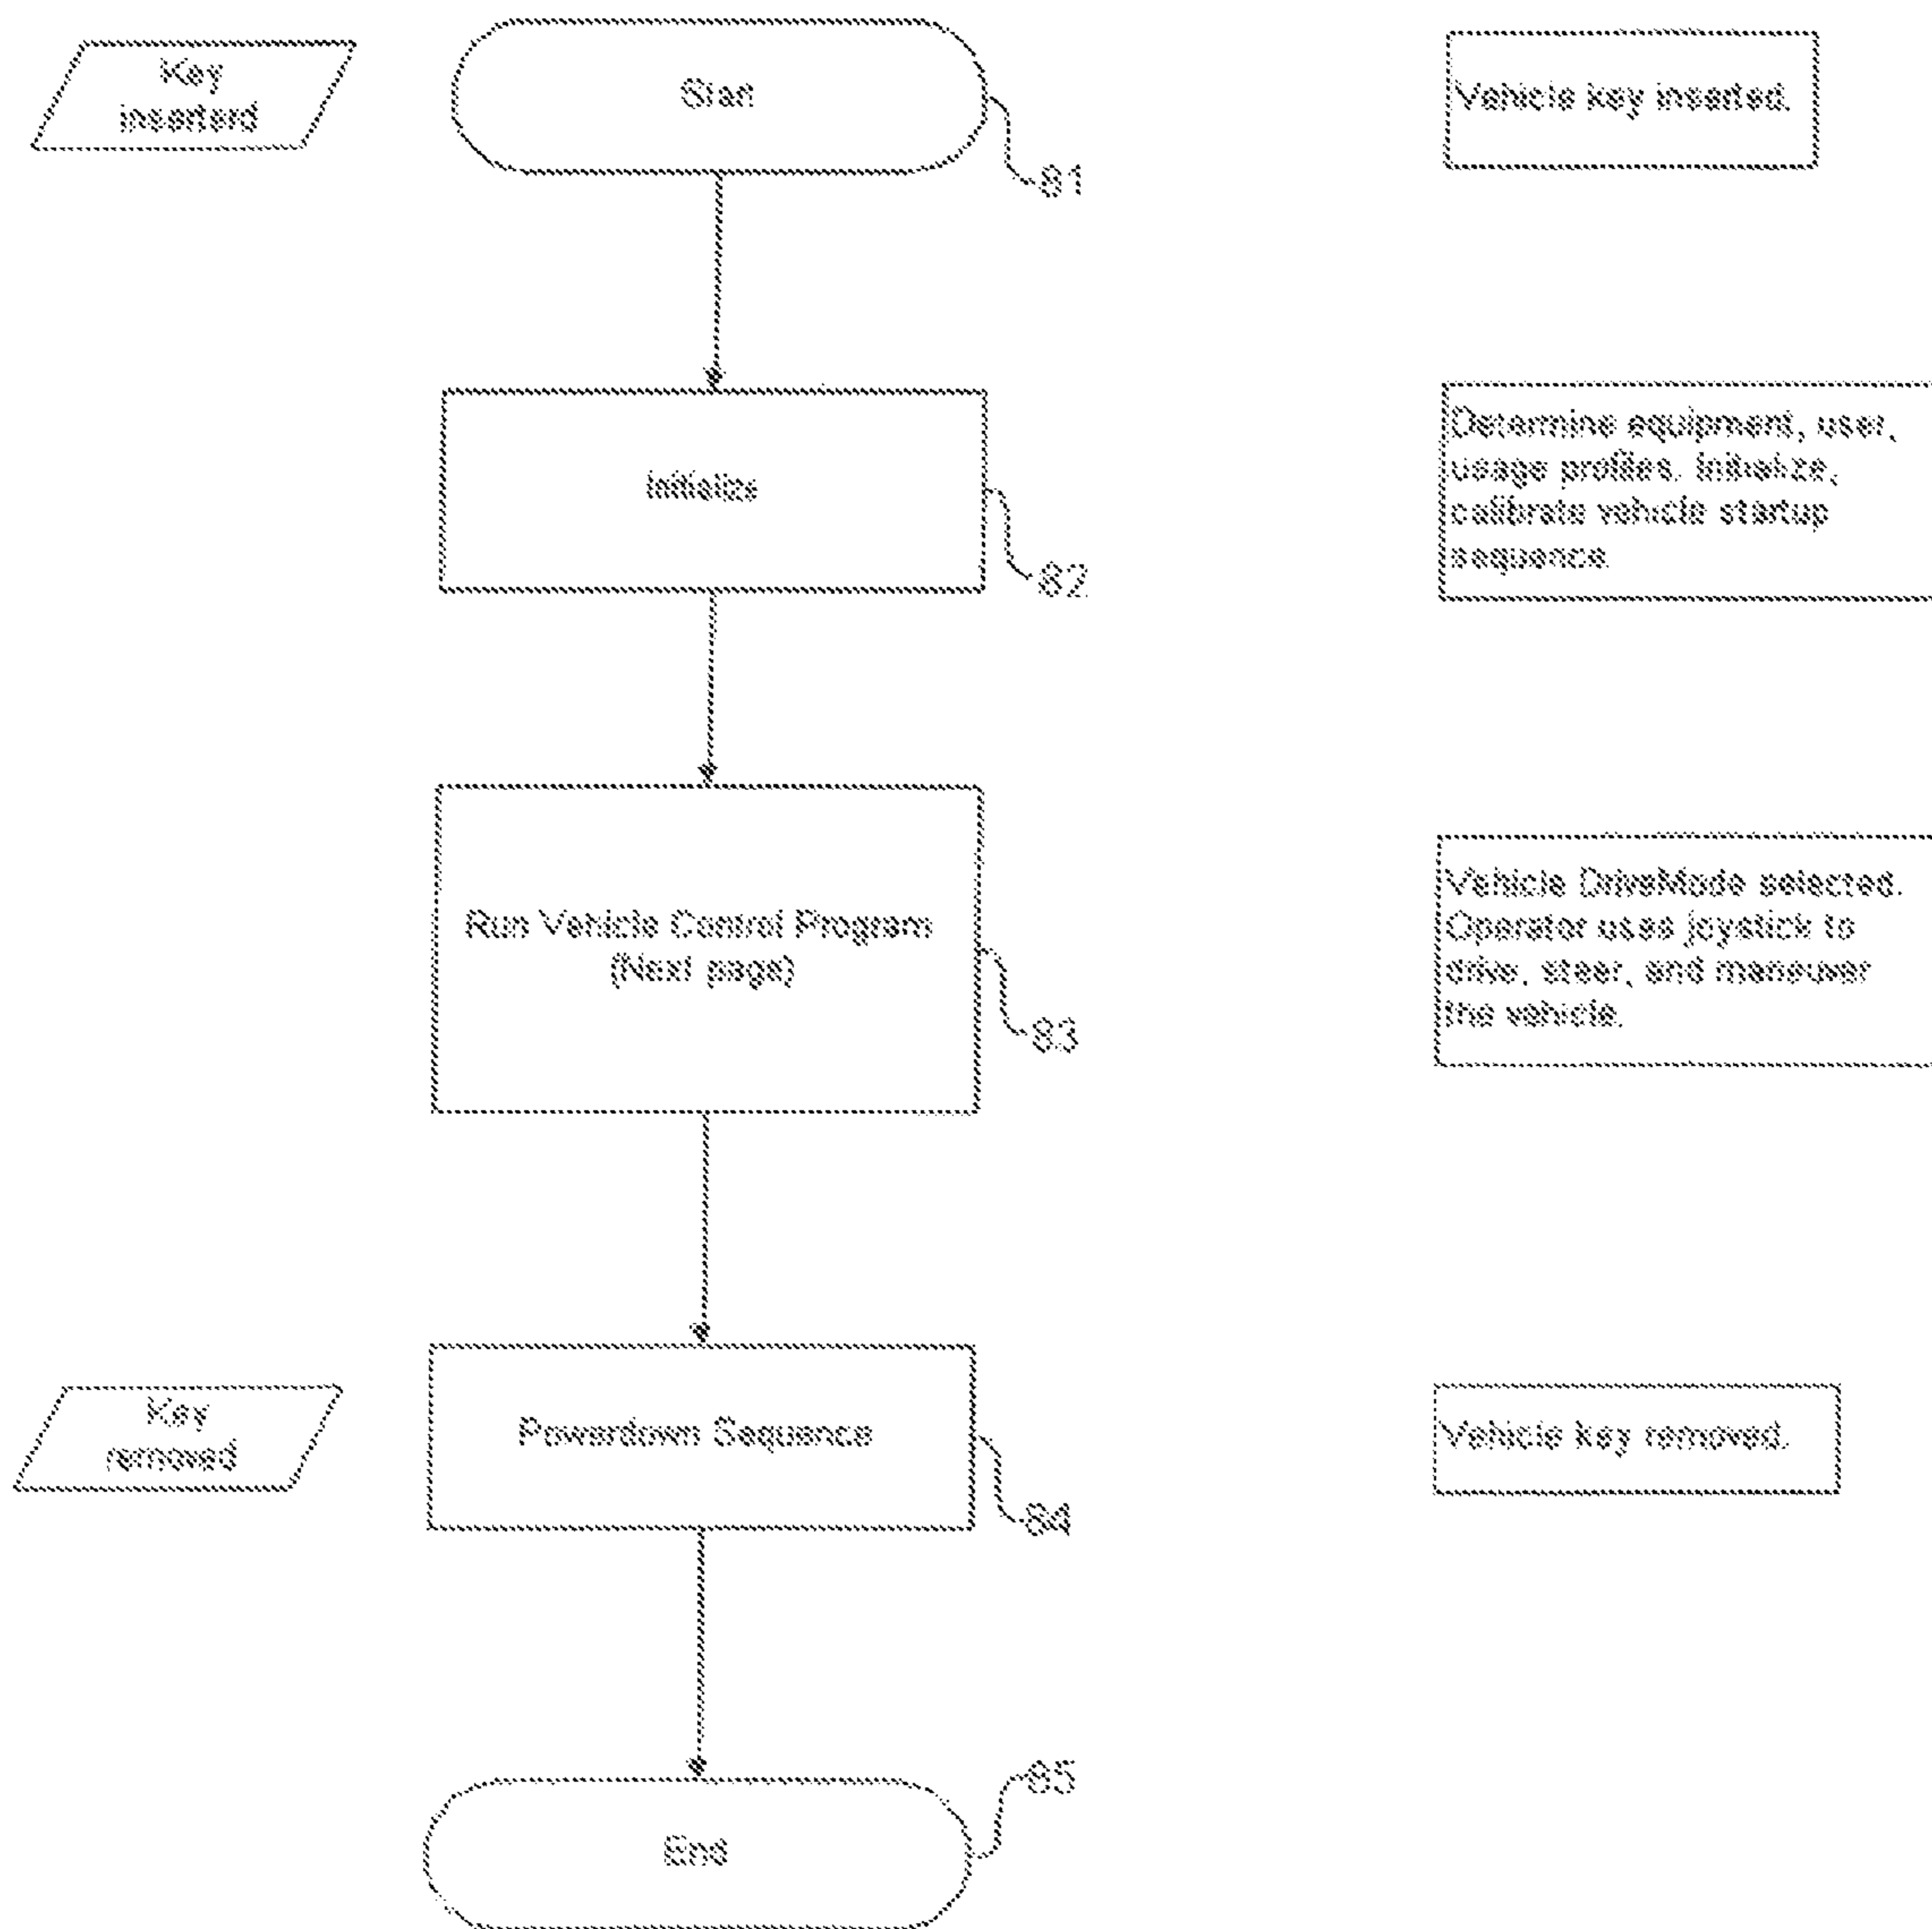 Key
inserterd
Start
81
Vehicle key inserted.
Initialize
82
Determine equipment, user,
usage profiles. Initialize,
calibrate vehicle startup
sequence
Run Vehicle Control Program
(Next page)
83
Vehicle DriveMode selected.
Operator uses joystick to
drive, steer, and maneuver
the vehicle.
Key
removed
Powerdown Sequence
84
Vehicle key removed.
End
85